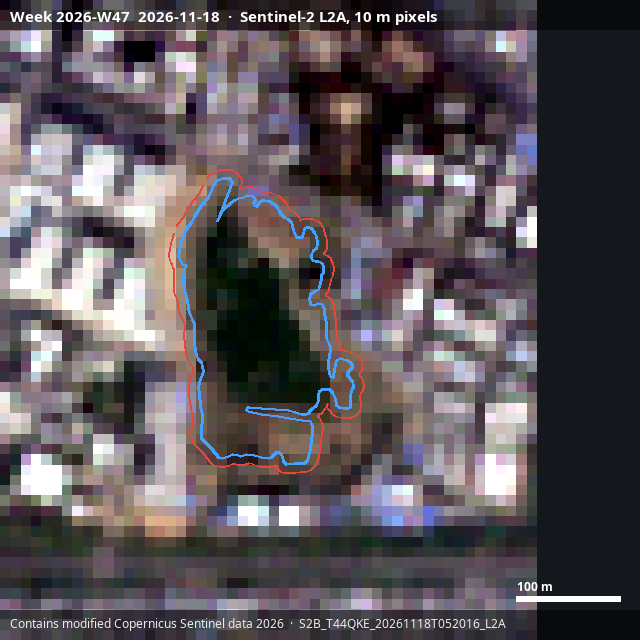 Week 2026-W47  2026-11-18  ·  Sentinel-2 L2A, 10 m pixels
100 m
Contains modified Copernicus Sentinel data 2026  ·  S2B_T44QKE_20261118T052016_L2A